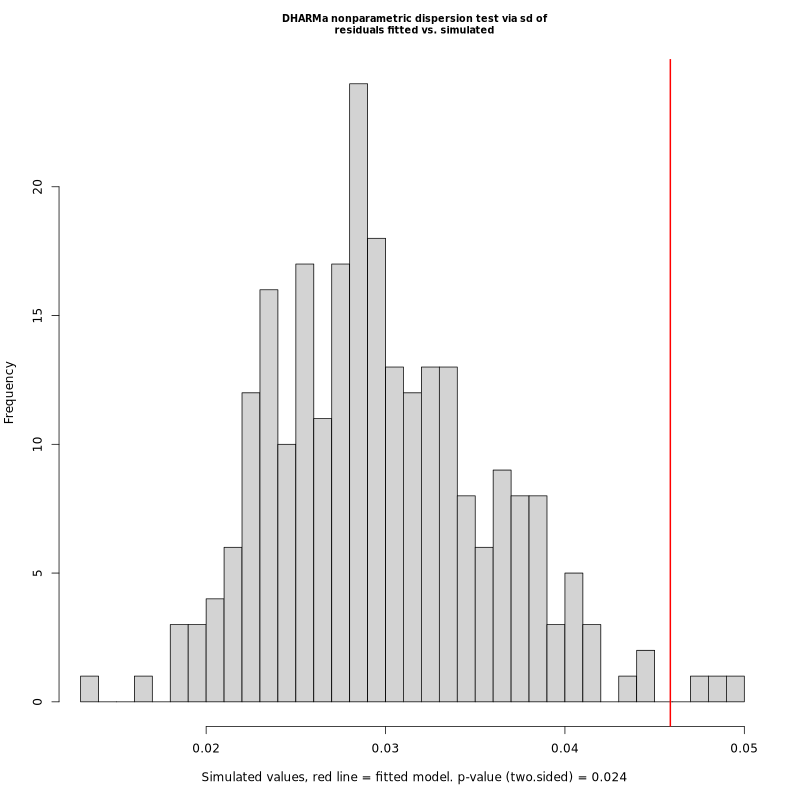 DHARMa nonparametric dispersion test via sd of
residuals fitted vs. simulated
Frequency
20
15
10
5
0
0.02 0.03 0.04 0.05
Simulated values, red line = fitted model. p-value (two.sided) = 0.024